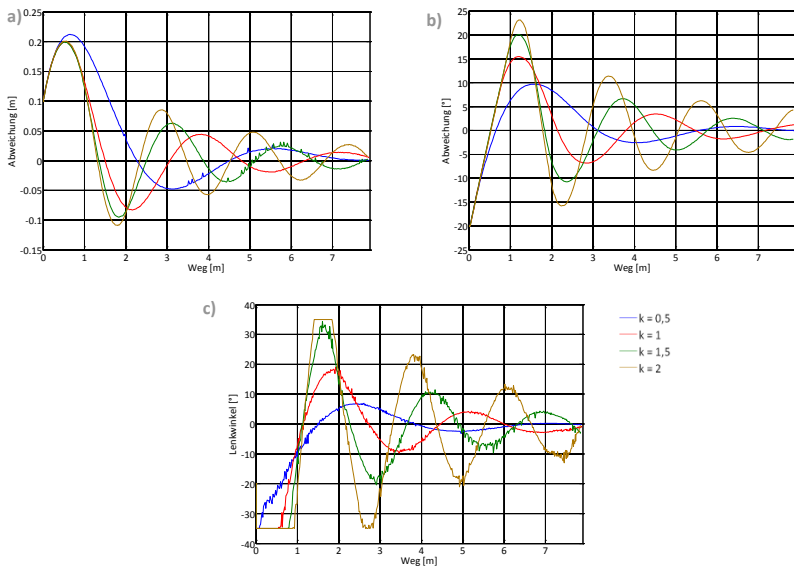 a)
0.25
0.2
0.15
0.1
0.05
0
-0.05
-0.1
-0.15
Abweichung [m]
0 1 2 3 4 5 6 7
Weg [m]
b)
25
20
15
10
5
0
-5
-10
-15
-20
-25
Abweichung [°]
0 1 2 3 4 5 6 7
Weg [m]
c)
40
30
20
10
0
-10
-20
-30
-40
Lenkwinkel [°]
0 1 2 3 4 5 6 7
Weg [m]
k = 0,5
k = 1
k = 1,5
k = 2